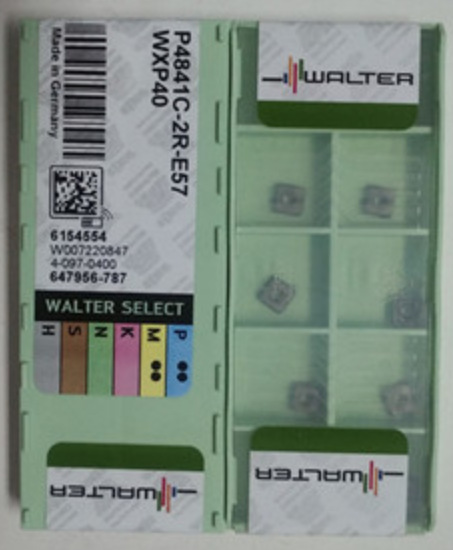 P4841C-2R-E57
WXP40
Made in Germany
6154554
W007220847
4-097-0400
647956-787
WALTER SELECT
P
M
K
N
S
H
WALTER
WALTER
WALTER